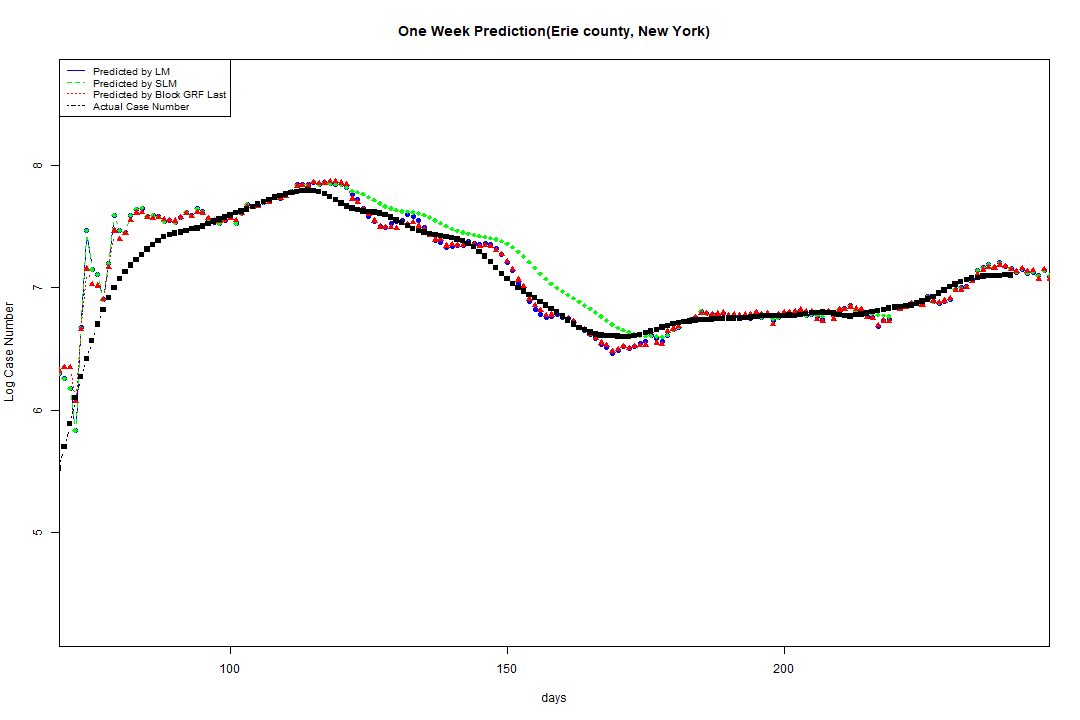 One Week Prediction(Erie county, New York)
Predicted by LM
Predicted by SLM
Predicted by Block GRF Last
Actual Case Number
8
7
6
5
Log Case Number
100 150 200
days